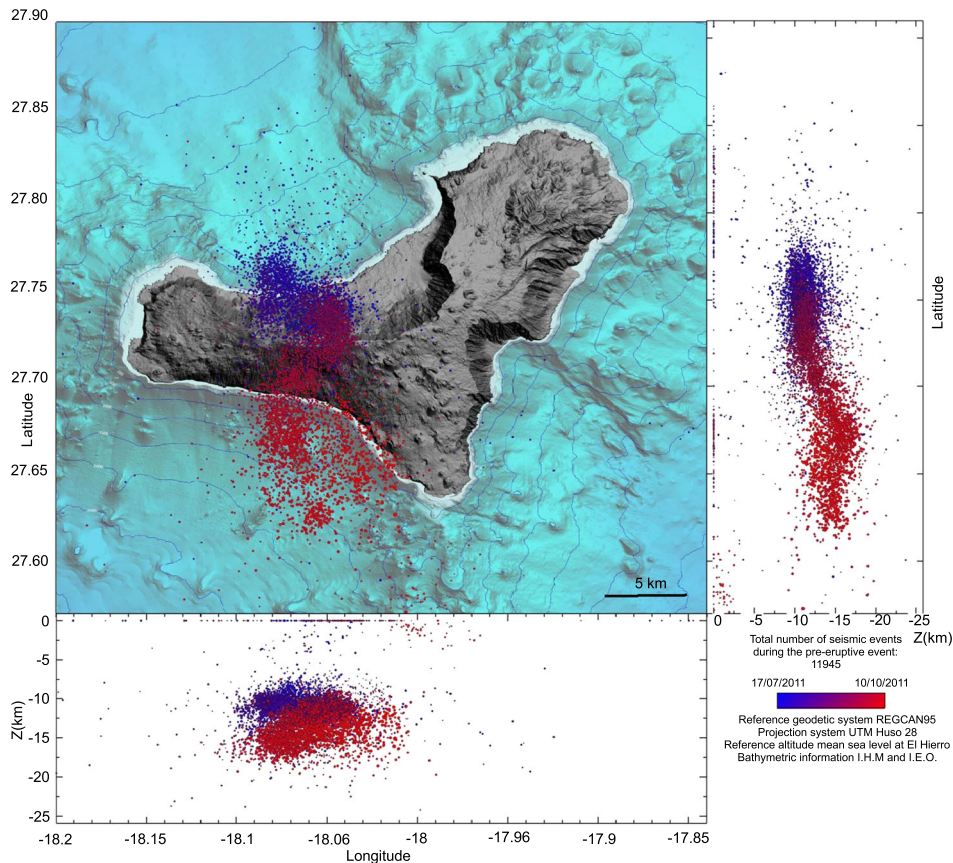 27.90
27.85
27.80
27.75
27.70
27.65
27.60
Latitude
5 km
Latitude
0 -5 -10 -15 -20 -25
Z(km)
0
-5
-10
-15
-20
-25
Z(km)
-18.2 -18.15 -18.1 -18.06 -18 -17.96 -17.9 -17.85
Longitude
Total number of seismic events
during the pre-eruptive event:
11945
17/07/2011 10/10/2011
Reference geodetic system REGCAN95
Projection system UTM Huso 28
Reference altitude mean sea level at El Hierro
Bathymetric information I.H.M and I.E.O.